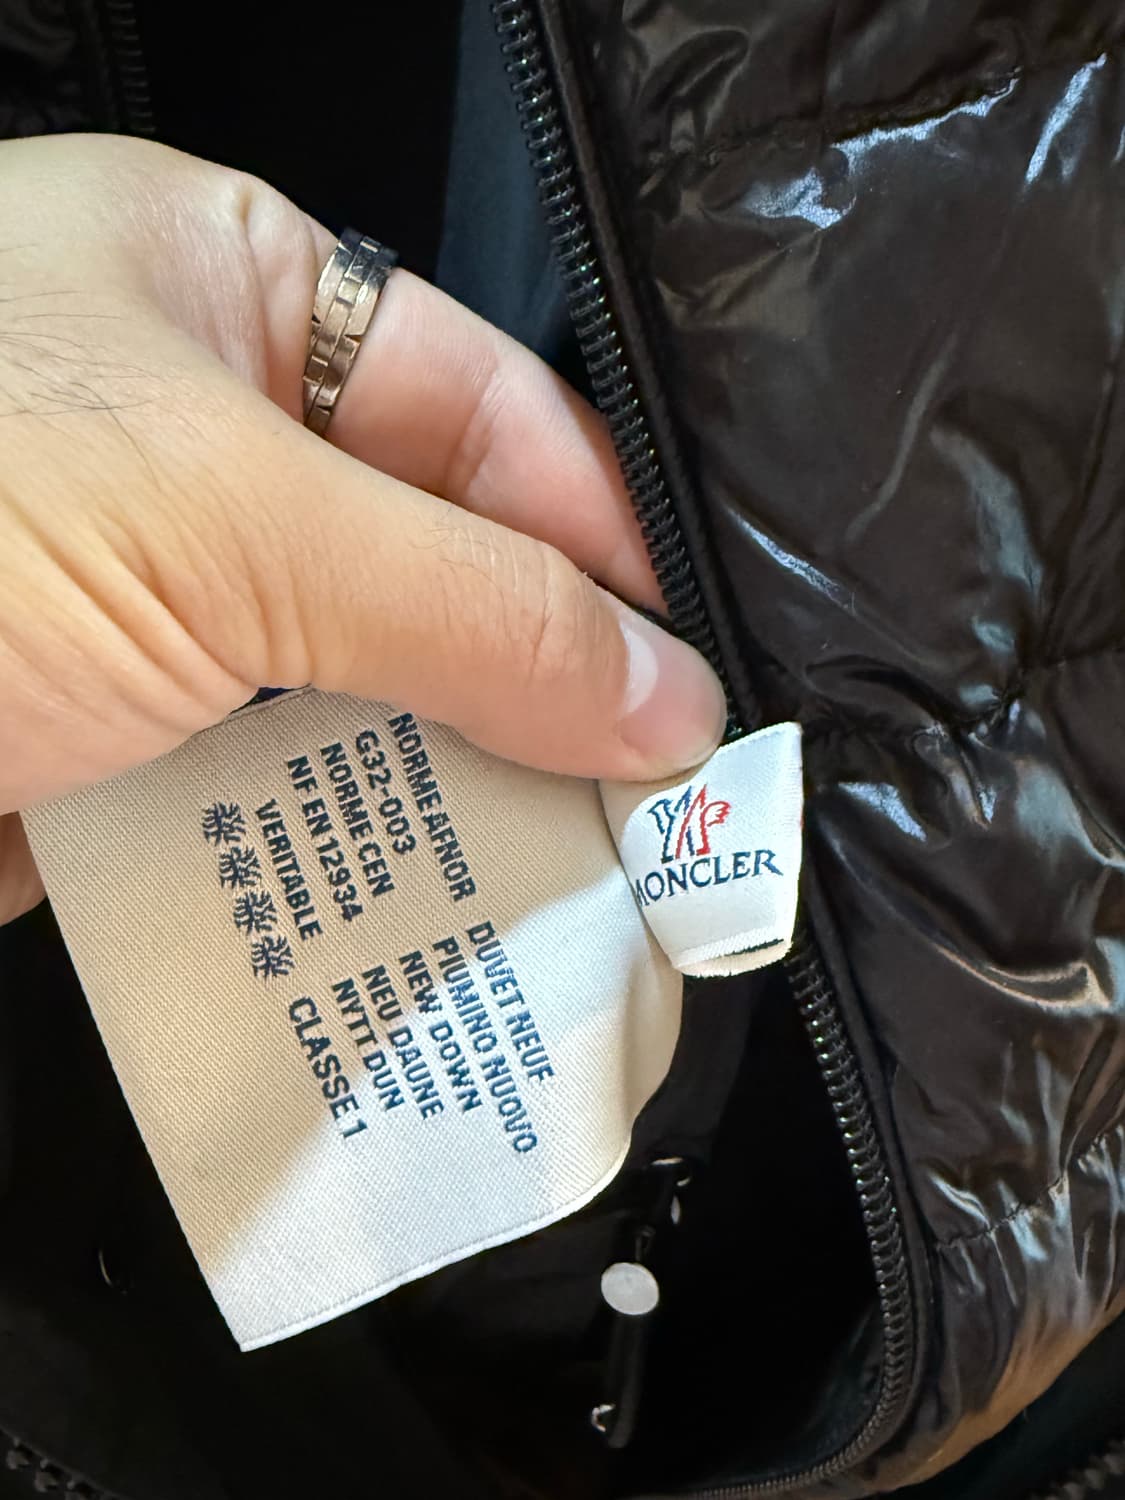 NORME AFNOR
G32-003
NORME CEN
NF EN 12934
VERITABLE
DUVET NEUF
PIUMINO NUOVO
NEW DOWN
NEU DAUNE
NYTT DUN
CLASSE 1
MONCLER